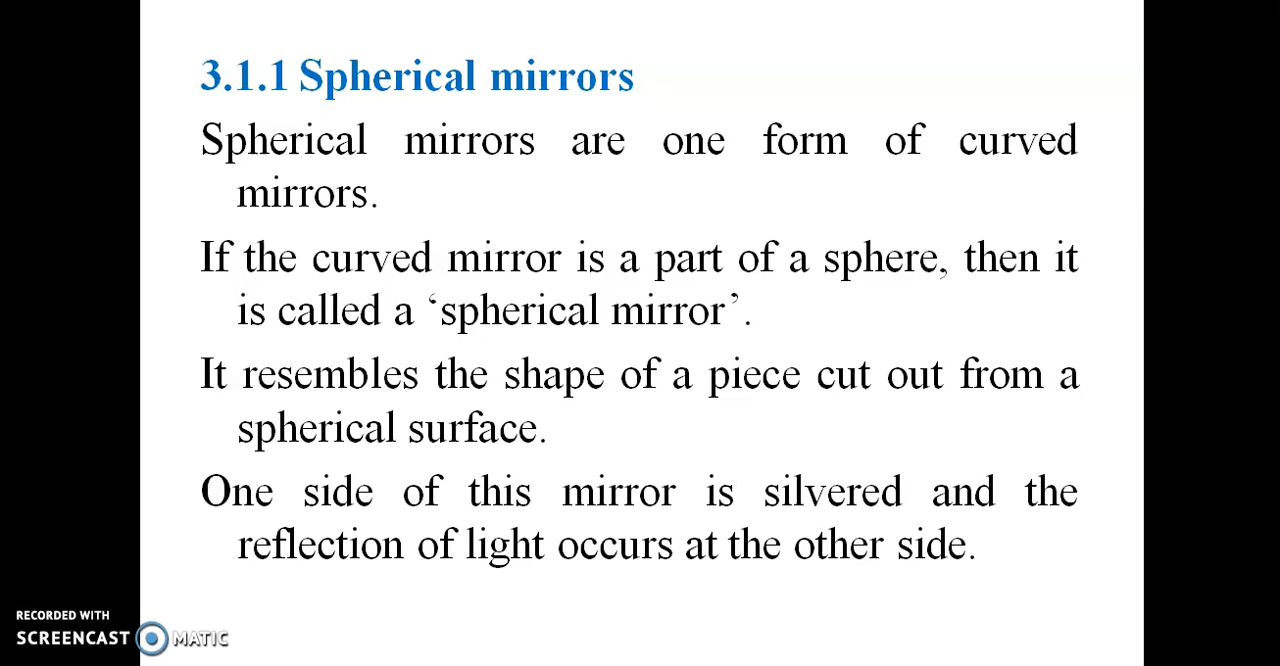 3.1.1 Spherical mirrors
Spherical mirrors are one form of curved
mirrors.
If the curved mirror is a part of a sphere, then it
is called a ‘spherical mirror’.
It resembles the shape of a piece cut out from a
spherical surface.
One side of this mirror is silvered and the
reflection of light occurs at the other side.
RECORDED WITH
SCREENCAST MATIC